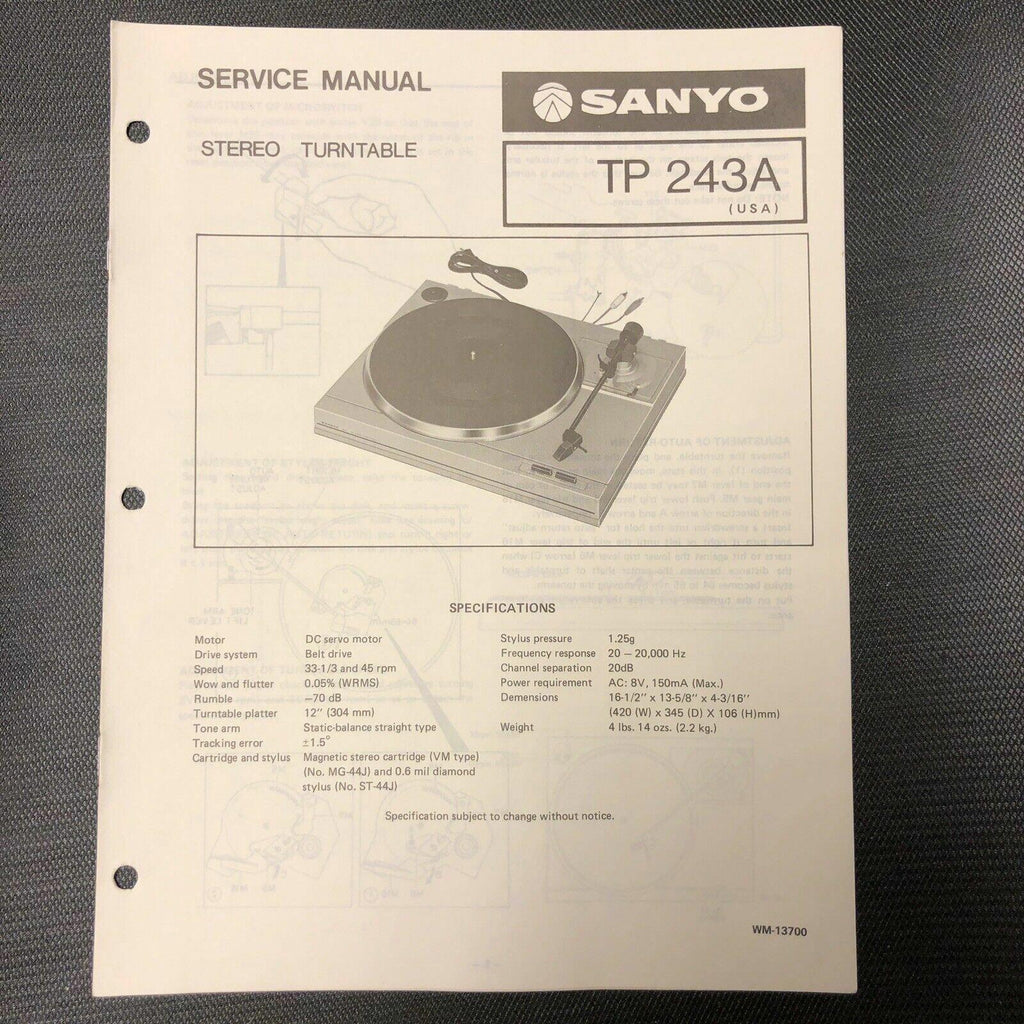 SERVICE MANUAL
SANYO
STEREO TURNTABLE
TP 243A
(USA)
SPECIFICATIONS
Motor DC servo motor
Drive system Belt drive
Speed 33-1/3 and 45 rpm
Wow and flutter 0.05% (WRMS)
Rumble −70 dB
Turntable platter 12" (304 mm)
Tone arm Static-balance straight type
Tracking error ±1.5°
Cartridge and stylus Magnetic stereo cartridge (VM type)
(No. MG-44J) and 0.6 mil diamond
stylus (No. ST-44J)
Stylus pressure 1.25g
Frequency response 20 − 20,000 Hz
Channel separation 20dB
Power requirement AC: 8V, 150mA (Max.)
Demensions 16-1/2" x 13-5/8" x 4-3/16"
(420 (W) x 345 (D) X 106 (H)mm)
Weight 4 lbs. 14 ozs. (2.2 kg.)
Specification subject to change without notice.
WM-13700